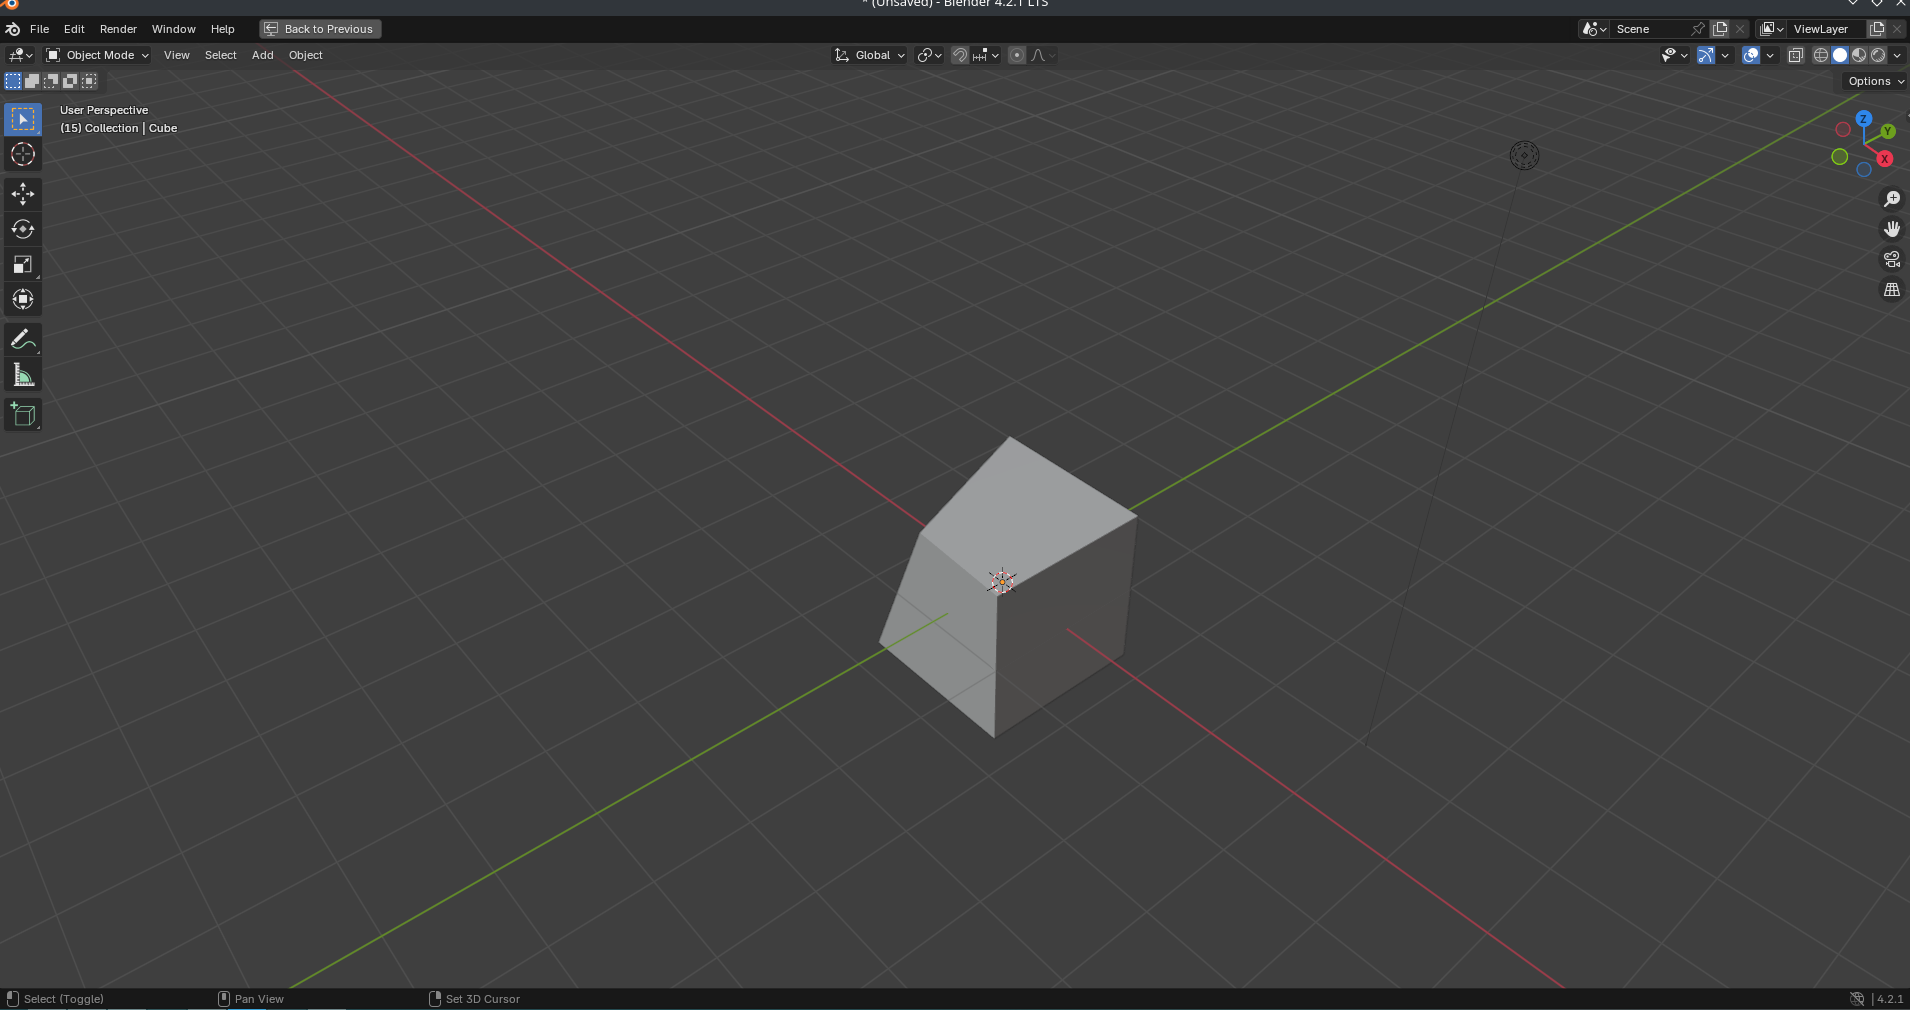 * (Unsaved) - Blender 4.2.1 LTS
File Edit Render Window Help Back to Previous Scene ViewLayer
Object Mode View Select Add Object Global
Options
User Perspective
(15) Collection | Cube
Z
Y
X
Select (Toggle) Pan View Set 3D Cursor 4.2.1